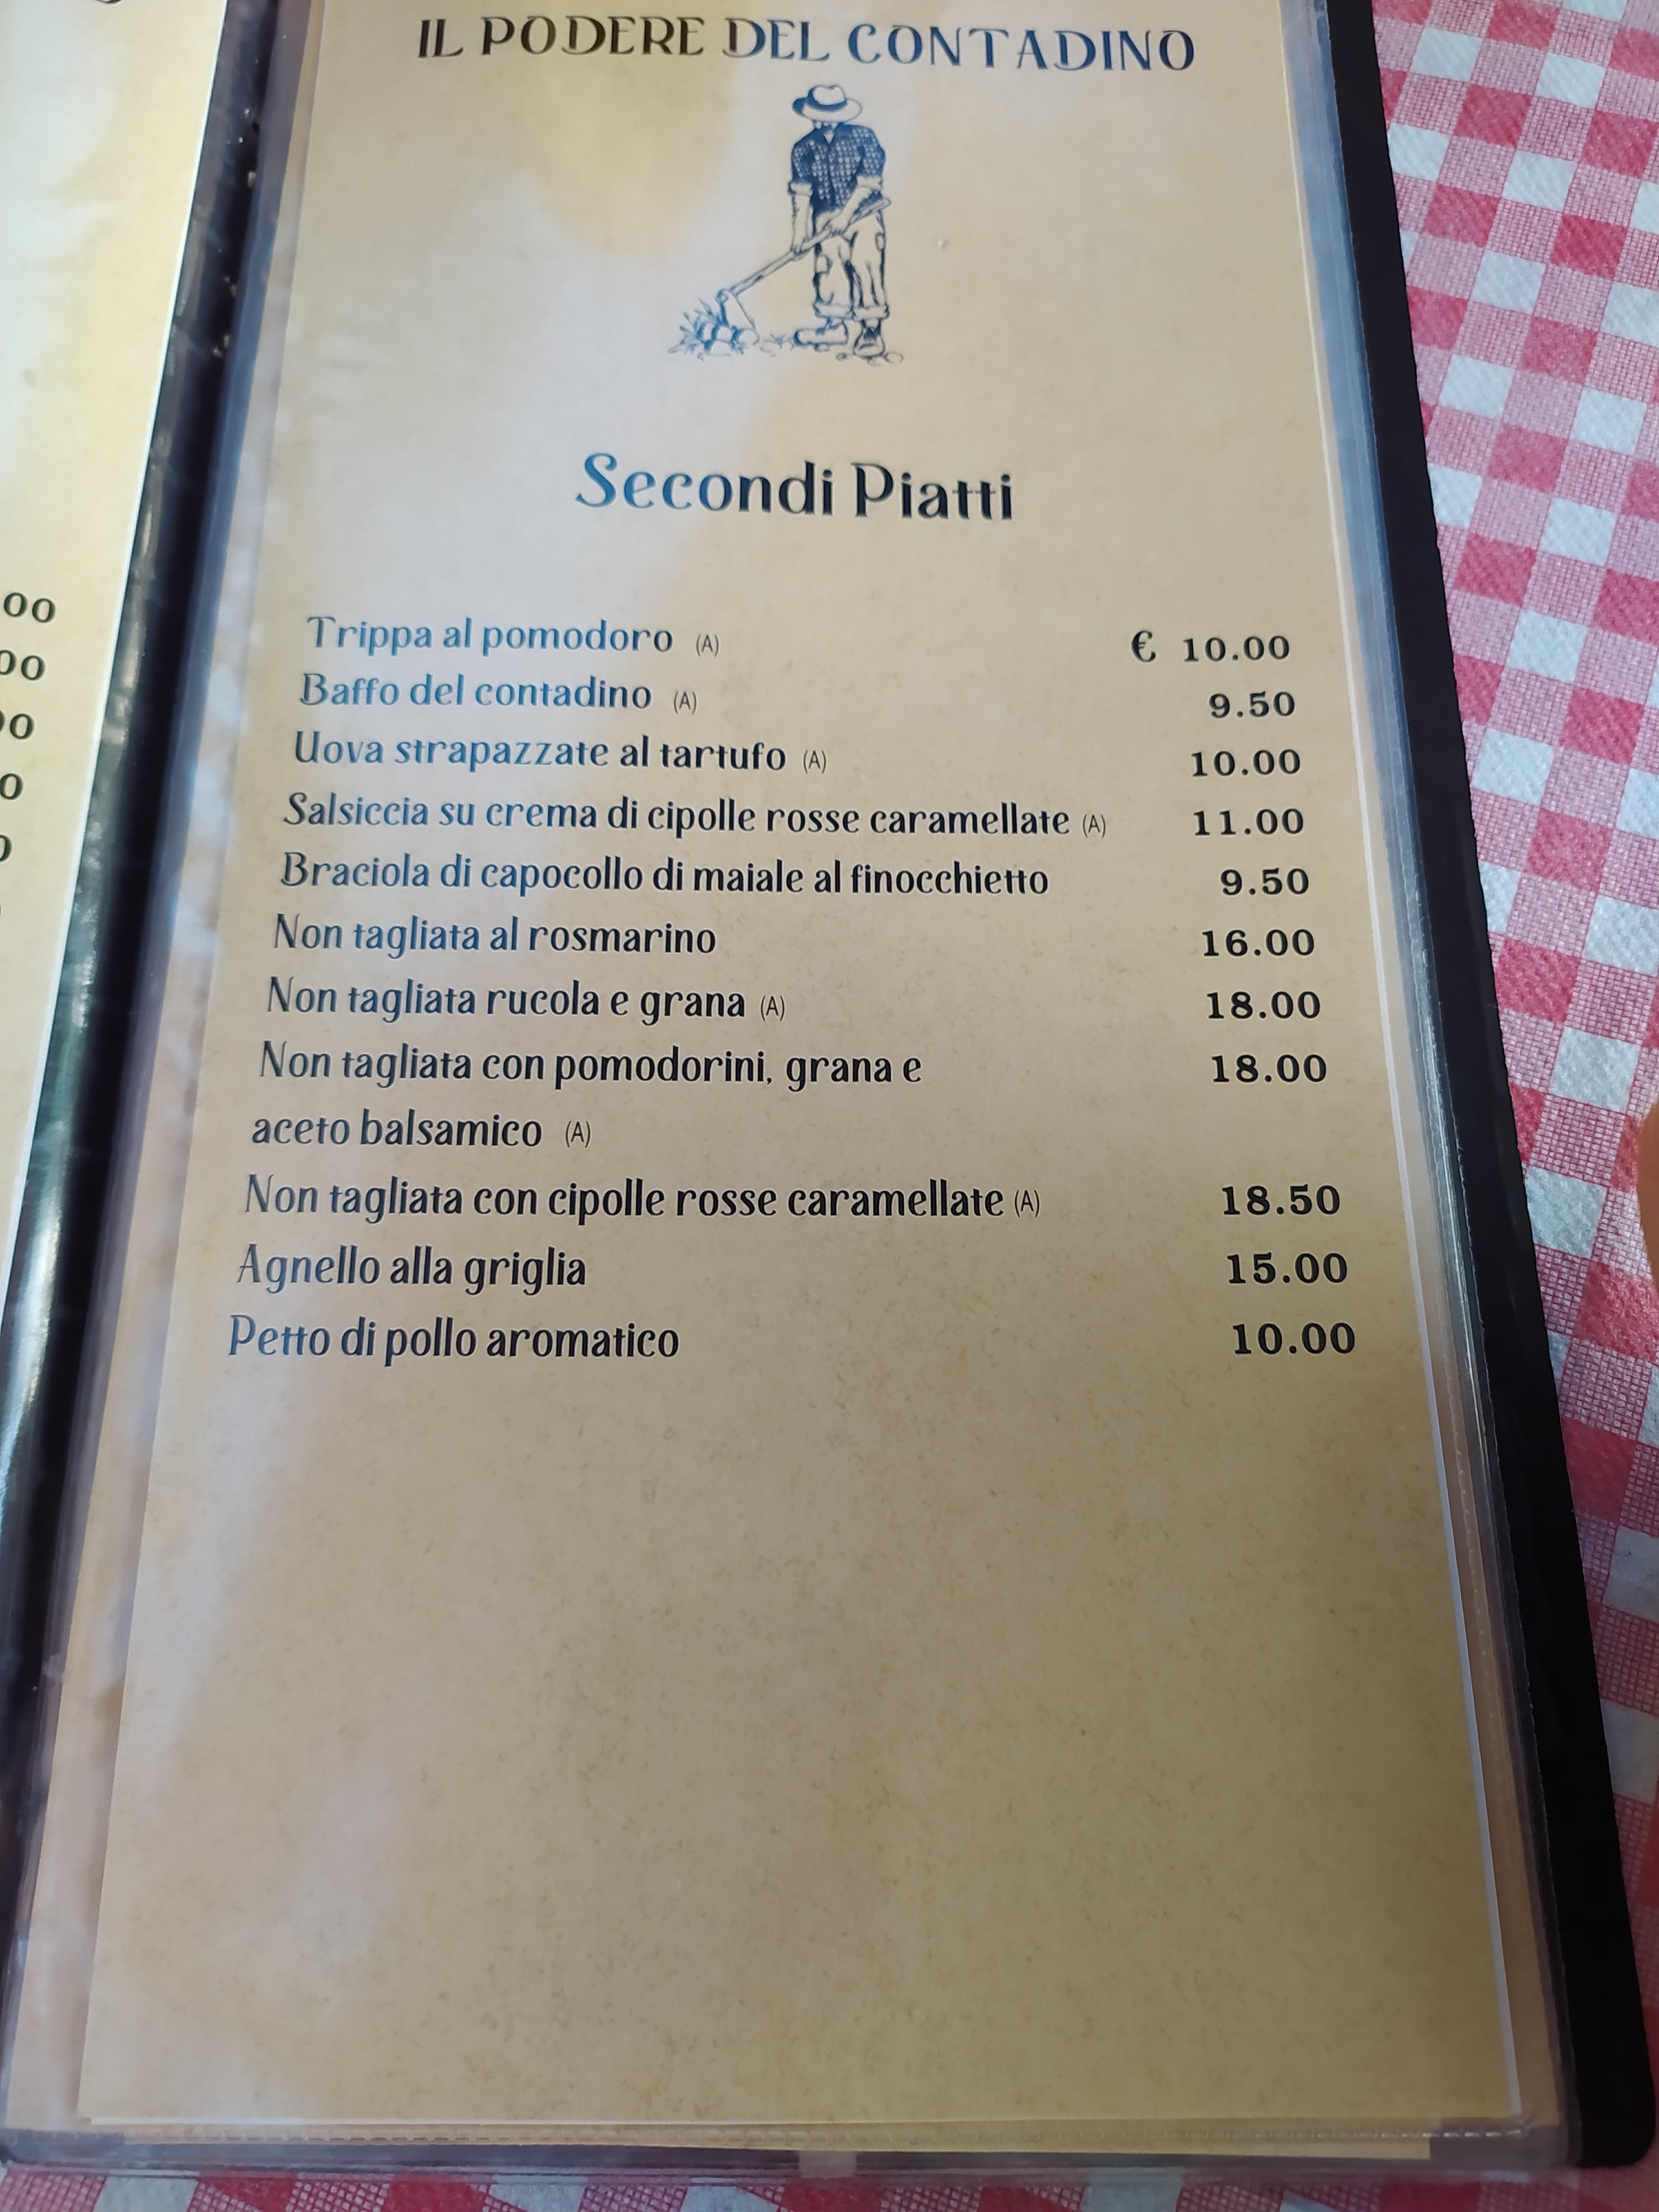 IL PODERE DEL CONTADINO
Secondi Piatti
Trippa al pomodoro (A) € 10.00
Baffo del contadino (A) 9.50
Uova strapazzate al tartufo (A) 10.00
Salsiccia su crema di cipolle rosse caramellate (A) 11.00
Braciola di capocollo di maiale al finocchietto 9.50
Non tagliata al rosmarino 16.00
Non tagliata rucola e grana (A) 18.00
Non tagliata con pomodorini, grana e 18.00
aceto balsamico (A)
Non tagliata con cipolle rosse caramellate (A) 18.50
Agnello alla griglia 15.00
Petto di pollo aromatico 10.00